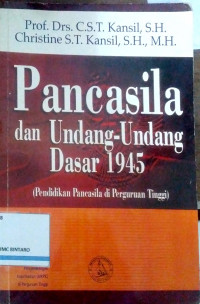 Prof. Drs. C.S.T. Kansil, S.H.
Christine S.T. Kansil, S.H., M.H.
Pancasila
dan Undang-Undang
Dasar 1945
(Pendidikan Pancasila di Perguruan Tinggi)